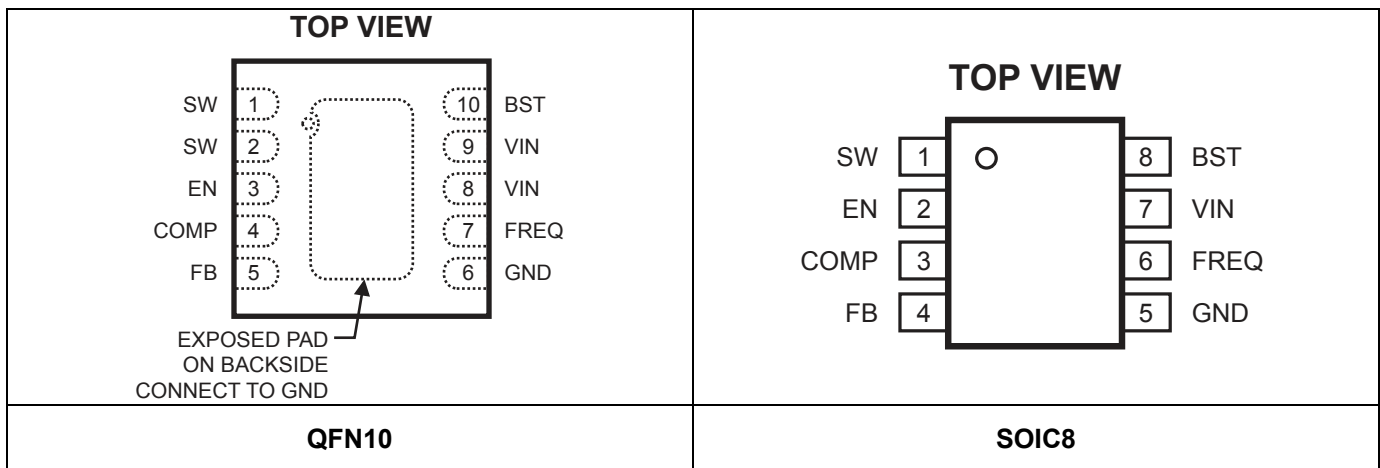 TOP VIEW
SW 1 10 BST
SW 2 9 VIN
EN 3 8 VIN
COMP 4 7 FREQ
FB 5 6 GND
EXPOSED PAD
ON BACKSIDE
CONNECT TO GND
QFN10
TOP VIEW
SW 1 8 BST
EN 2 7 VIN
COMP 3 6 FREQ
FB 4 5 GND
SOIC8